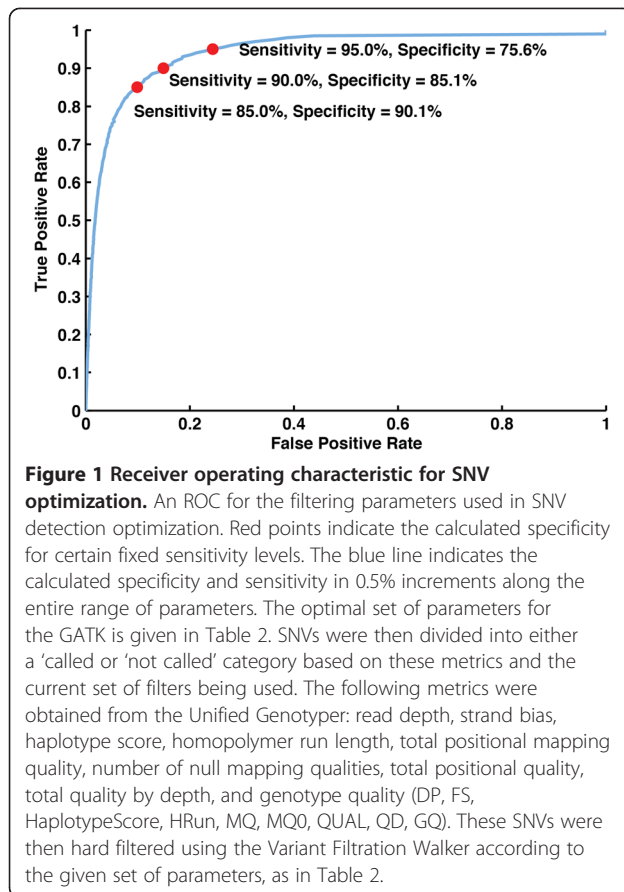 1
0.9
0.8
0.7
0.6
0.5
0.4
0.3
0.2
0.1
0
True Positive Rate
Sensitivity = 95.0%, Specificity = 75.6%
Sensitivity = 90.0%, Specificity = 85.1%
Sensitivity = 85.0%, Specificity = 90.1%
0 0.2 0.4 0.6 0.8 1
False Positive Rate
Figure 1 Receiver operating characteristic for SNV
optimization. An ROC for the filtering parameters used in SNV
detection optimization. Red points indicate the calculated specificity
for certain fixed sensitivity levels. The blue line indicates the
calculated specificity and sensitivity in 0.5% increments along the
entire range of parameters. The optimal set of parameters for
the GATK is given in Table 2. SNVs were then divided into either
a ‘called or ‘not called’ category based on these metrics and the
current set of filters being used. The following metrics were
obtained from the Unified Genotyper: read depth, strand bias,
haplotype score, homopolymer run length, total positional mapping
quality, number of null mapping qualities, total positional quality,
total quality by depth, and genotype quality (DP, FS,
HaplotypeScore, HRun, MQ, MQ0, QUAL, QD, GQ). These SNVs were
then hard filtered using the Variant Filtration Walker according to
the given set of parameters, as in Table 2.